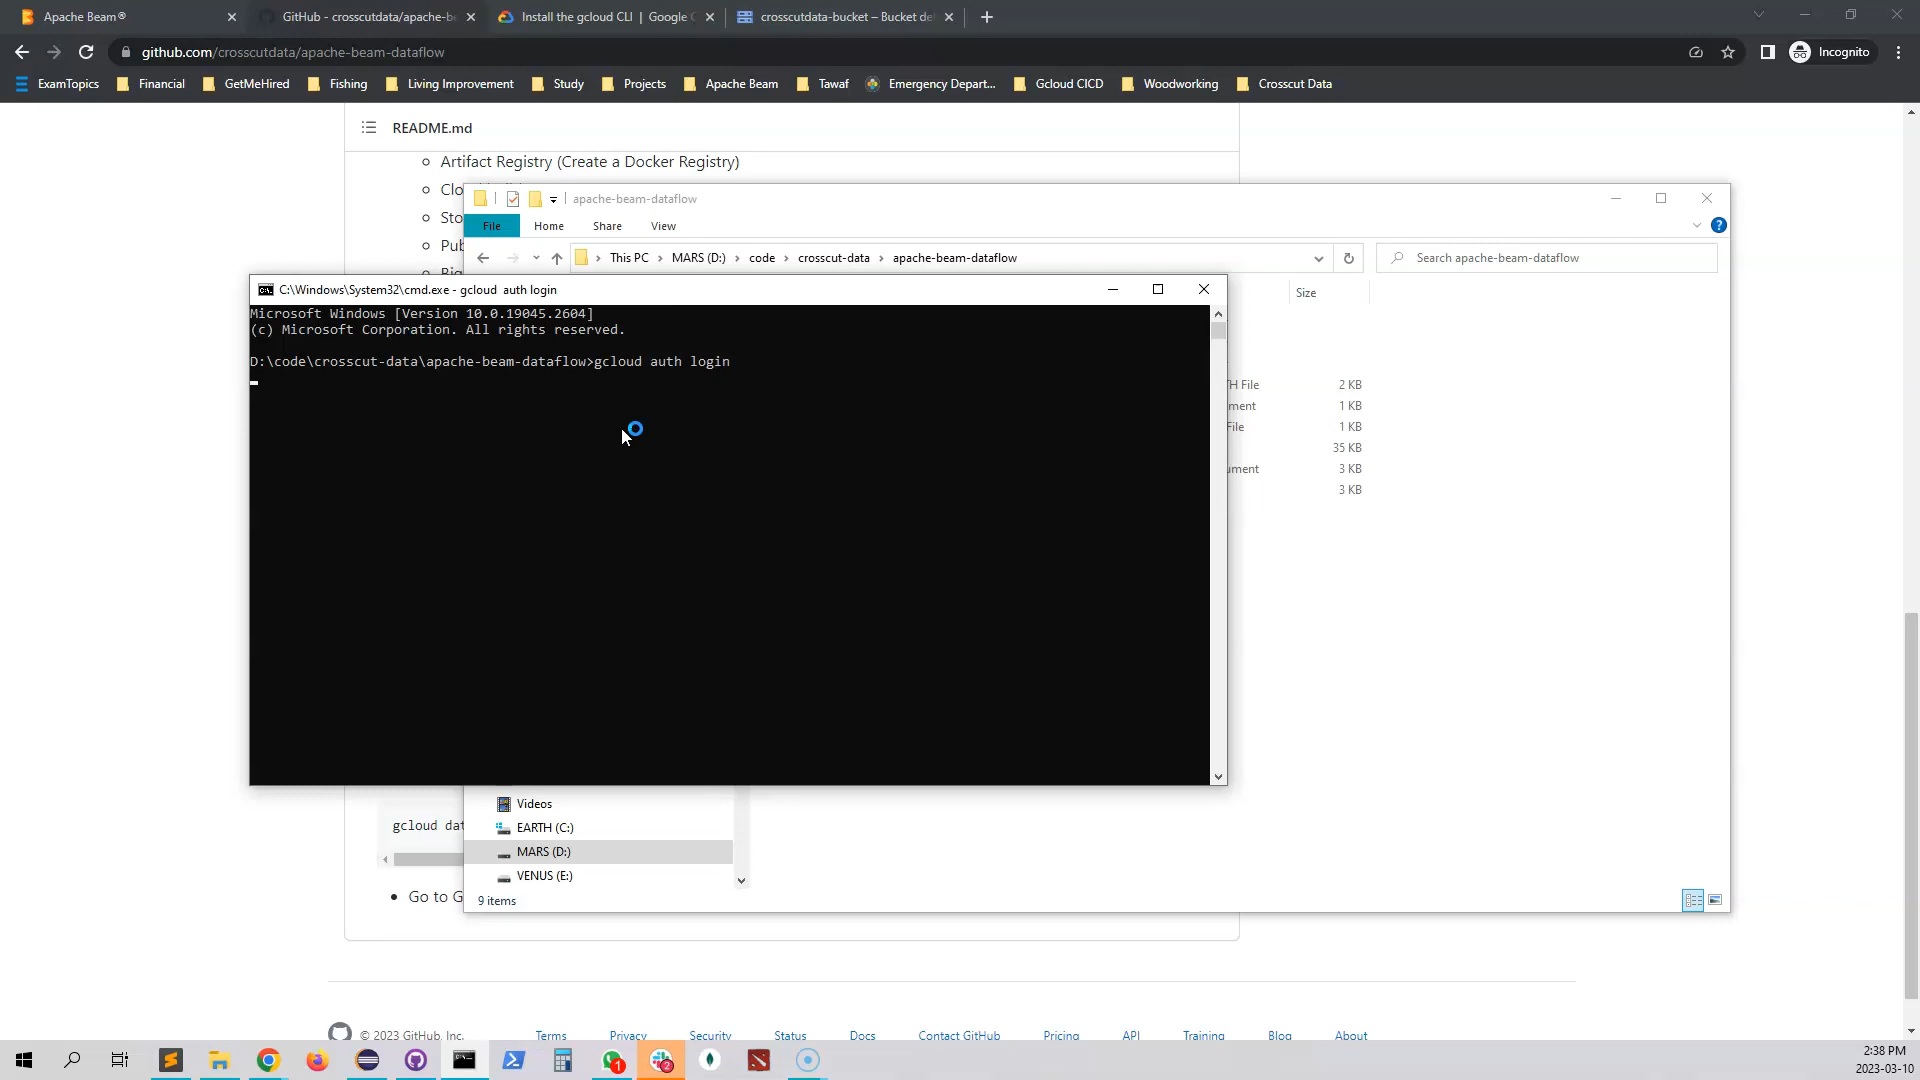 Apache Beam®
GitHub - crosscutdata/apache-be
Install the gcloud CLI | Google C
crosscutdata-bucket – Bucket de
github.com/crosscutdata/apache-beam-dataflow
Incognito
ExamTopics
Financial
GetMeHired
Fishing
Living Improvement
Study
Projects
Apache Beam
Tawaf
Emergency Depart...
Gcloud CICD
Woodworking
Crosscut Data
README.md
Artifact Registry (Create a Docker Registry)
Clo
Sto
Pub
apache-beam-dataflow
File
Home
Share
View
This PC
MARS (D:)
code
crosscut-data
apache-beam-dataflow
Search apache-beam-dataflow
Size
C:\Windows\System32\cmd.exe - gcloud auth login
Microsoft Windows [Version 10.0.19045.2604]
(c) Microsoft Corporation. All rights reserved.
D:\code\crosscut-data\apache-beam-dataflow>gcloud auth login
File 2 KB
ment 1 KB
File 1 KB
35 KB
ument 3 KB
3 KB
Videos
EARTH (C:)
MARS (D:)
VENUS (E:)
9 items
gcloud dat
Go to G
© 2023 GitHub, Inc.
Terms
Privacy
Security
Status
Docs
Contact GitHub
Pricing
API
Training
Blog
About
1
2
2:38 PM
2023-03-10